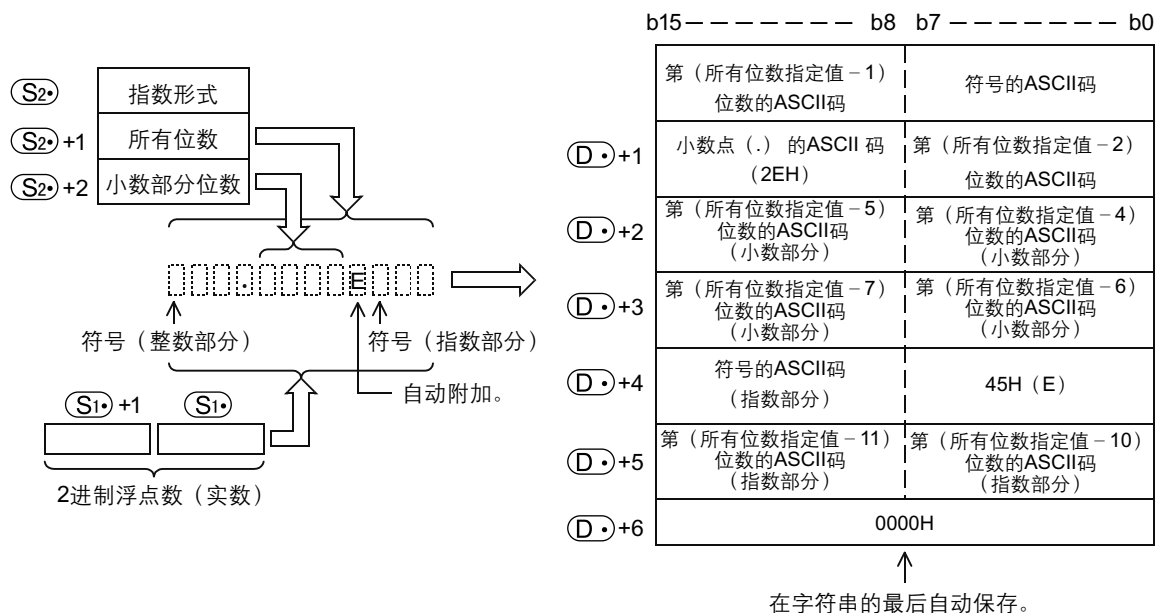 S2•
指数形式
S2• +1
所有位数
S2• +2
小数部分位数
. E
符号（整数部分）
符号（指数部分）
自动附加。
S1• +1
S1•
2进制浮点数（实数）
b15 b8 b7 b0
第（所有位数指定值－1）
位数的ASCII码
符号的ASCII码
D • +1
小数点（.） 的ASCII 码
（2EH）
第（所有位数指定值－2）
位数的ASCII码
D • +2
第（所有位数指定值－5）
位数的ASCII码
（小数部分）
第（所有位数指定值－4）
位数的ASCII码
（小数部分）
D • +3
第（所有位数指定值－7）
位数的ASCII码
（小数部分）
第（所有位数指定值－6）
位数的ASCII码
（小数部分）
D • +4
符号的ASCII码
（指数部分）
45H（E）
D • +5
第（所有位数指定值－11）
位数的ASCII码
（指数部分）
第（所有位数指定值－10）
位数的ASCII码
（指数部分）
D • +6
0000H
在字符串的最后自动保存。